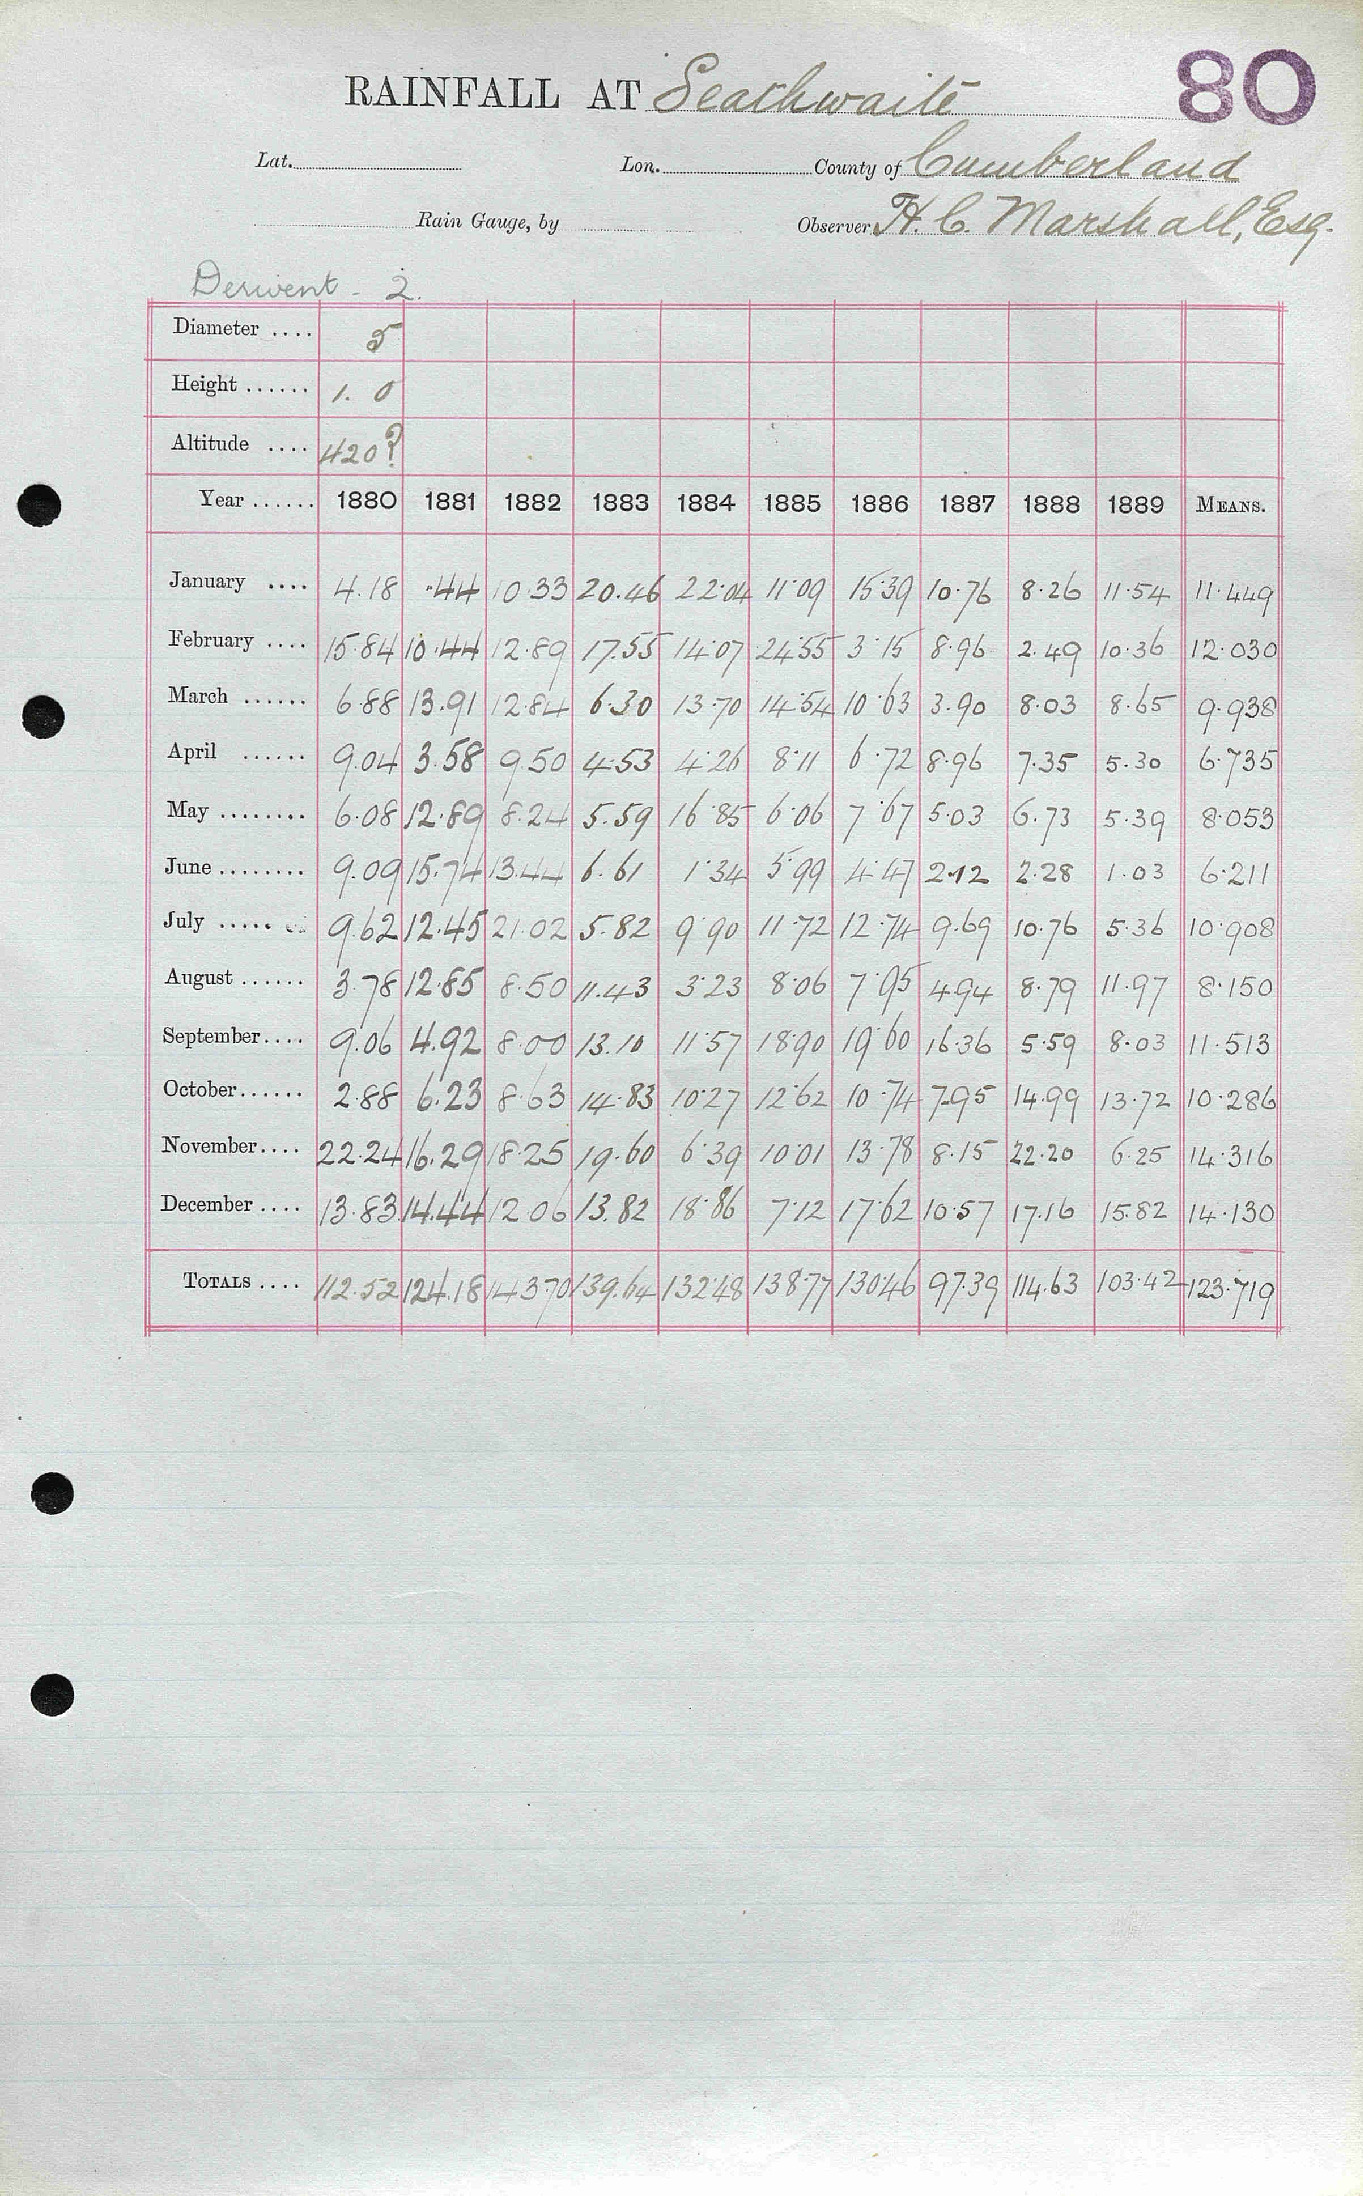 80
RAINFALL AT Seathwaite
Lat. Lon. County of Cumberland
Rain Gauge, by Observer H. C. Marshall, Esq.
Derwent - 2.
Diameter .... 5
Height ...... 1. 0
Altitude .... 420?
Year ...... 1880 1881 1882 1883 1884 1885 1886 1887 1888 1889 MEANS.
January .... 4.18 .44 10.33 20.46 22.04 11.09 15.39 10.76 8.26 11.54 11.449
February .... 15.84 10.44 12.89 17.55 14.07 24.55 3.15 8.96 2.49 10.36 12.030
March ...... 6.88 13.91 12.84 6.30 13.70 14.54 10.63 3.90 8.03 8.65 9.938
April ...... 9.04 3.58 9.50 4.53 4.26 8.11 6.72 8.96 7.35 5.30 6.735
May ........ 6.08 12.89 8.24 5.59 16.85 6.06 7.67 5.03 6.73 5.39 8.053
June ........ 9.09 15.74 13.44 6.61 1.34 5.99 4.47 2.12 2.28 1.03 6.211
July ..... 9.62 12.45 21.02 5.82 9.90 11.72 12.74 9.69 10.76 5.36 10.908
August ...... 3.78 12.85 8.50 11.43 3.23 8.06 7.95 4.94 8.79 11.97 8.150
September .... 9.06 4.92 8.00 13.10 11.57 18.90 19.60 16.36 5.59 8.03 11.513
October ...... 2.88 6.23 8.63 14.83 10.27 12.62 10.74 7.95 14.99 13.72 10.286
November .... 22.24 16.29 18.25 19.60 6.39 10.01 13.78 8.15 22.20 6.25 14.316
December .... 13.83 14.44 12.06 13.82 18.86 7.12 17.62 10.57 17.16 15.82 14.130
TOTALS .... 112.52 124.18 143.70 139.64 132.48 138.77 130.46 97.39 114.63 103.42 123.719